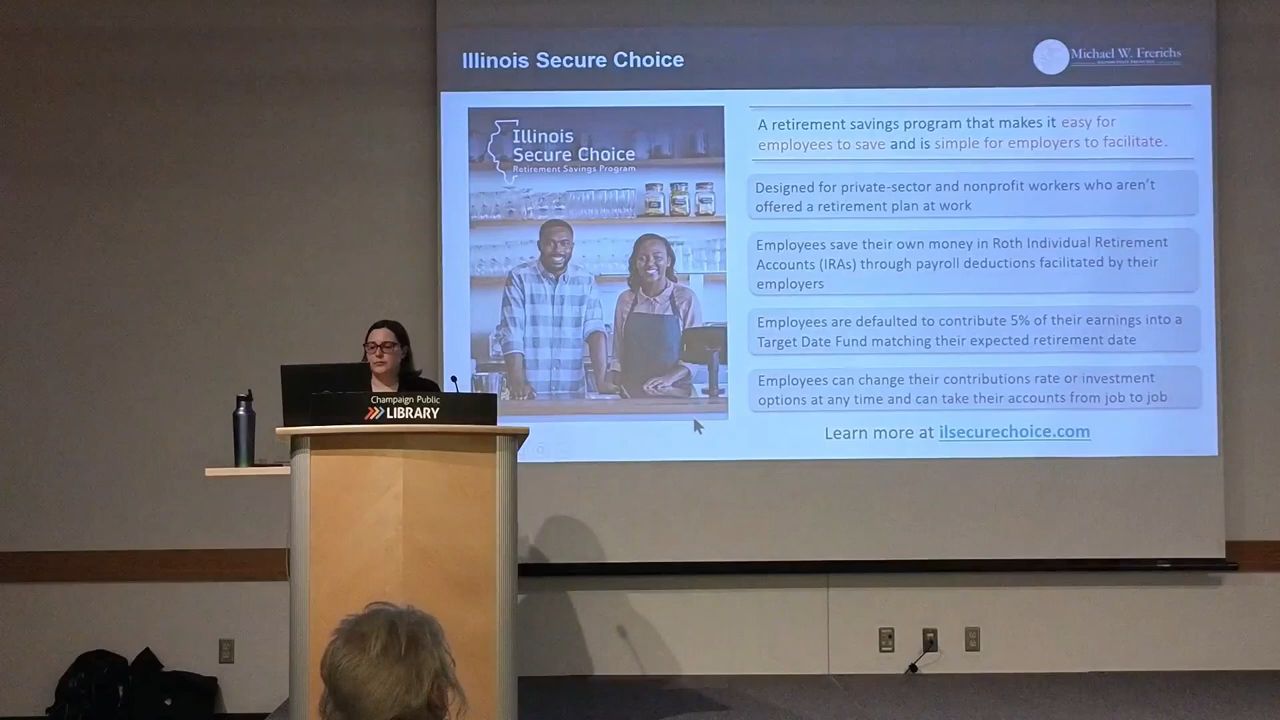 Illinois Secure Choice
Michael W. Frerichs
Illinois
Secure Choice
Retirement Savings Program
A retirement savings program that makes it easy for
employees to save and is simple for employers to facilitate.
Designed for private-sector and nonprofit workers who aren't
offered a retirement plan at work
Employees save their own money in Roth Individual Retirement
Accounts (IRAs) through payroll deductions facilitated by their
employers
Employees are defaulted to contribute 5% of their earnings into a
Target Date Fund matching their expected retirement date
Employees can change their contributions rate or investment
options at any time and can take their accounts from job to job
Learn more at ilsecurechoice.com
Champaign Public
LIBRARY